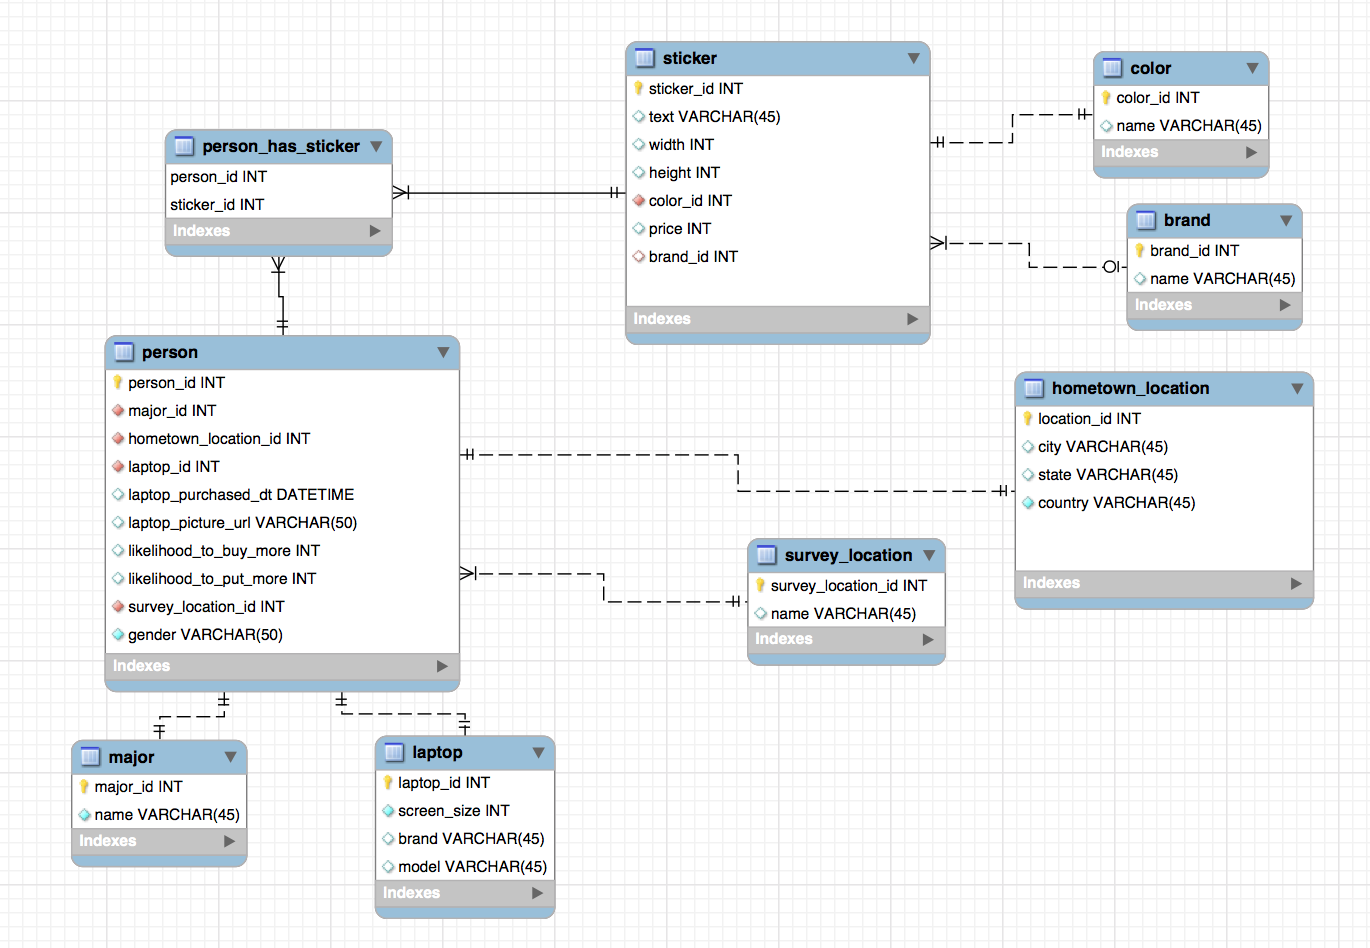 sticker
sticker_id INT
text VARCHAR(45)
width INT
height INT
color_id INT
price INT
brand_id INT
Indexes
color
color_id INT
name VARCHAR(45)
Indexes
person_has_sticker
person_id INT
sticker_id INT
Indexes
brand
brand_id INT
name VARCHAR(45)
Indexes
person
person_id INT
major_id INT
hometown_location_id INT
laptop_id INT
laptop_purchased_dt DATETIME
laptop_picture_url VARCHAR(50)
likelihood_to_buy_more INT
likelihood_to_put_more INT
survey_location_id INT
gender VARCHAR(50)
Indexes
hometown_location
location_id INT
city VARCHAR(45)
state VARCHAR(45)
country VARCHAR(45)
Indexes
survey_location
survey_location_id INT
name VARCHAR(45)
Indexes
major
major_id INT
name VARCHAR(45)
Indexes
laptop
laptop_id INT
screen_size INT
brand VARCHAR(45)
model VARCHAR(45)
Indexes